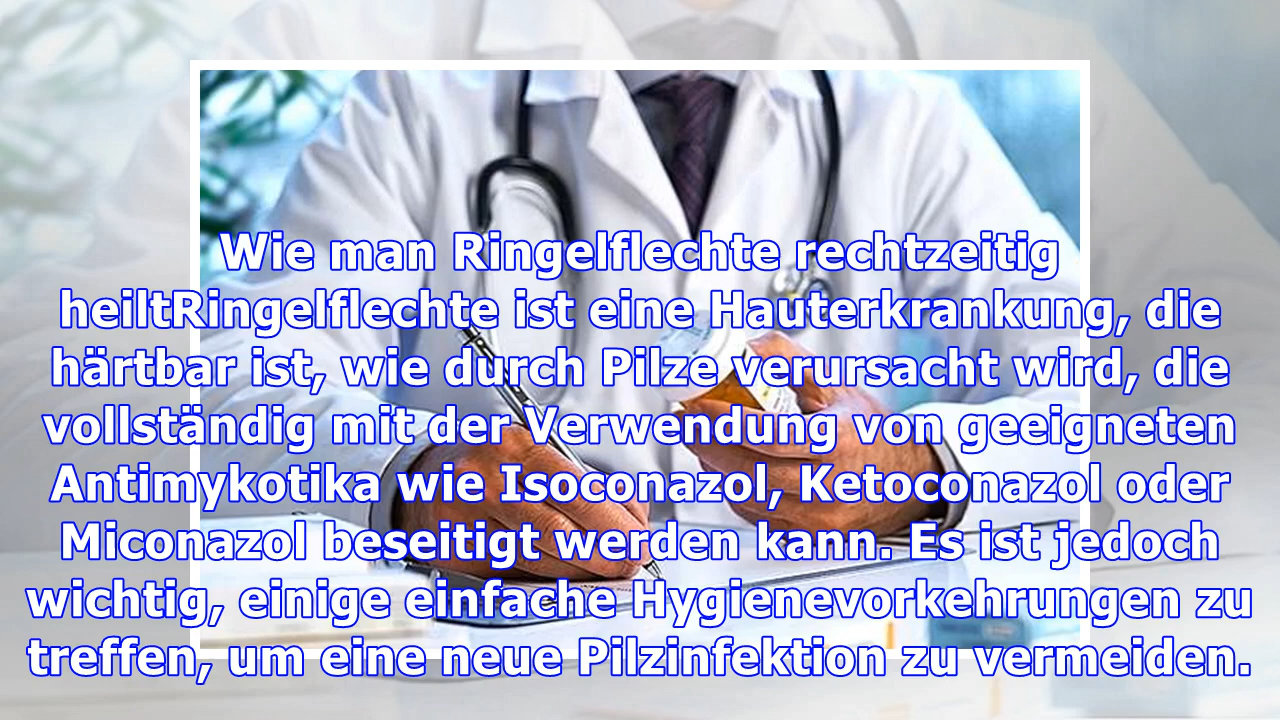 Wie man Ringelflechte rechtzeitig
heiltRingelflechte ist eine Hauterkrankung, die
härtbar ist, wie durch Pilze verursacht wird, die
vollständig mit der Verwendung von geeigneten
Antimykotika wie Isoconazol, Ketoconazol oder
Miconazol beseitigt werden kann. Es ist jedoch
wichtig, einige einfache Hygienevorkehrungen zu
treffen, um eine neue Pilzinfektion zu vermeiden.